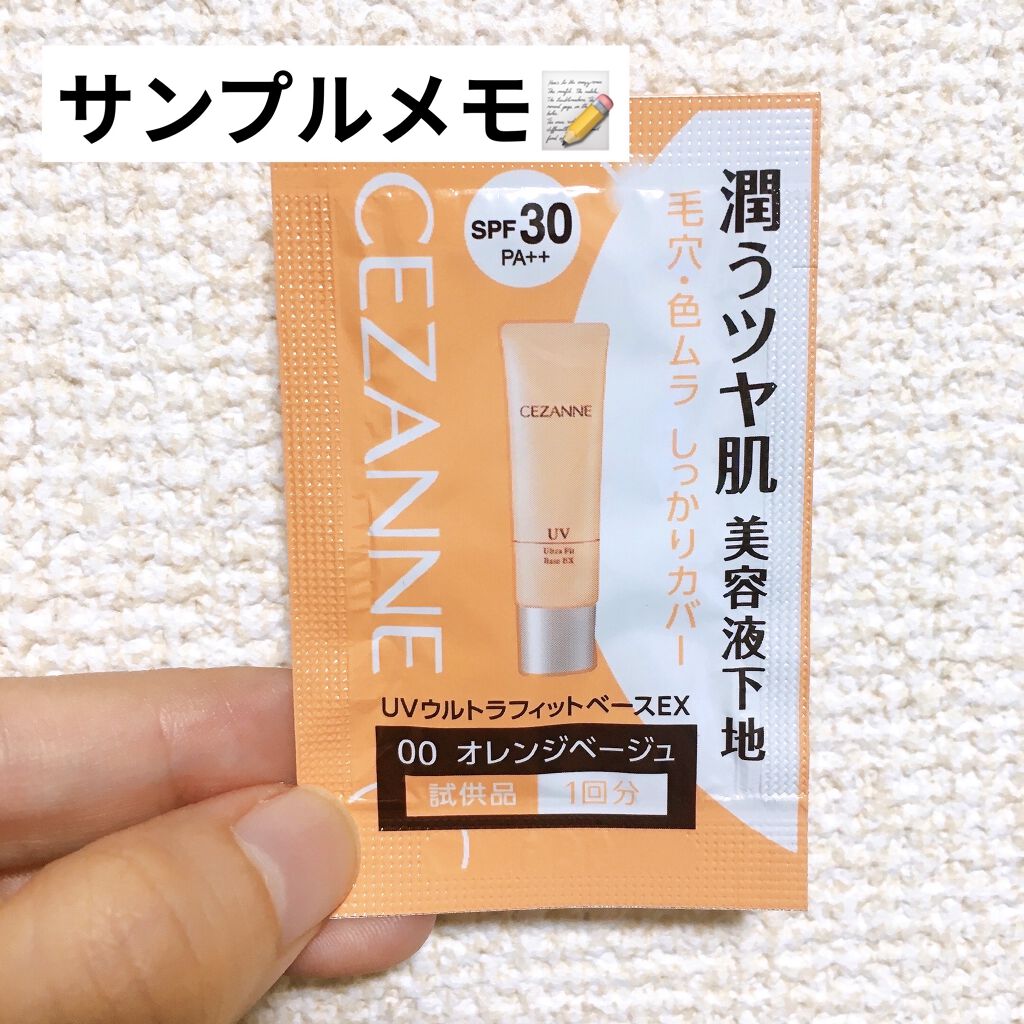 サンプルメモ📝
CEZANNE
SPF30
PA++
潤うツヤ肌 美容液下地
毛穴・色ムラ しっかりカバー
CEZANNE
UV
Ultra Fit
Base EX
UVウルトラフィットベースEX
00 オレンジベージュ
試供品 1回分